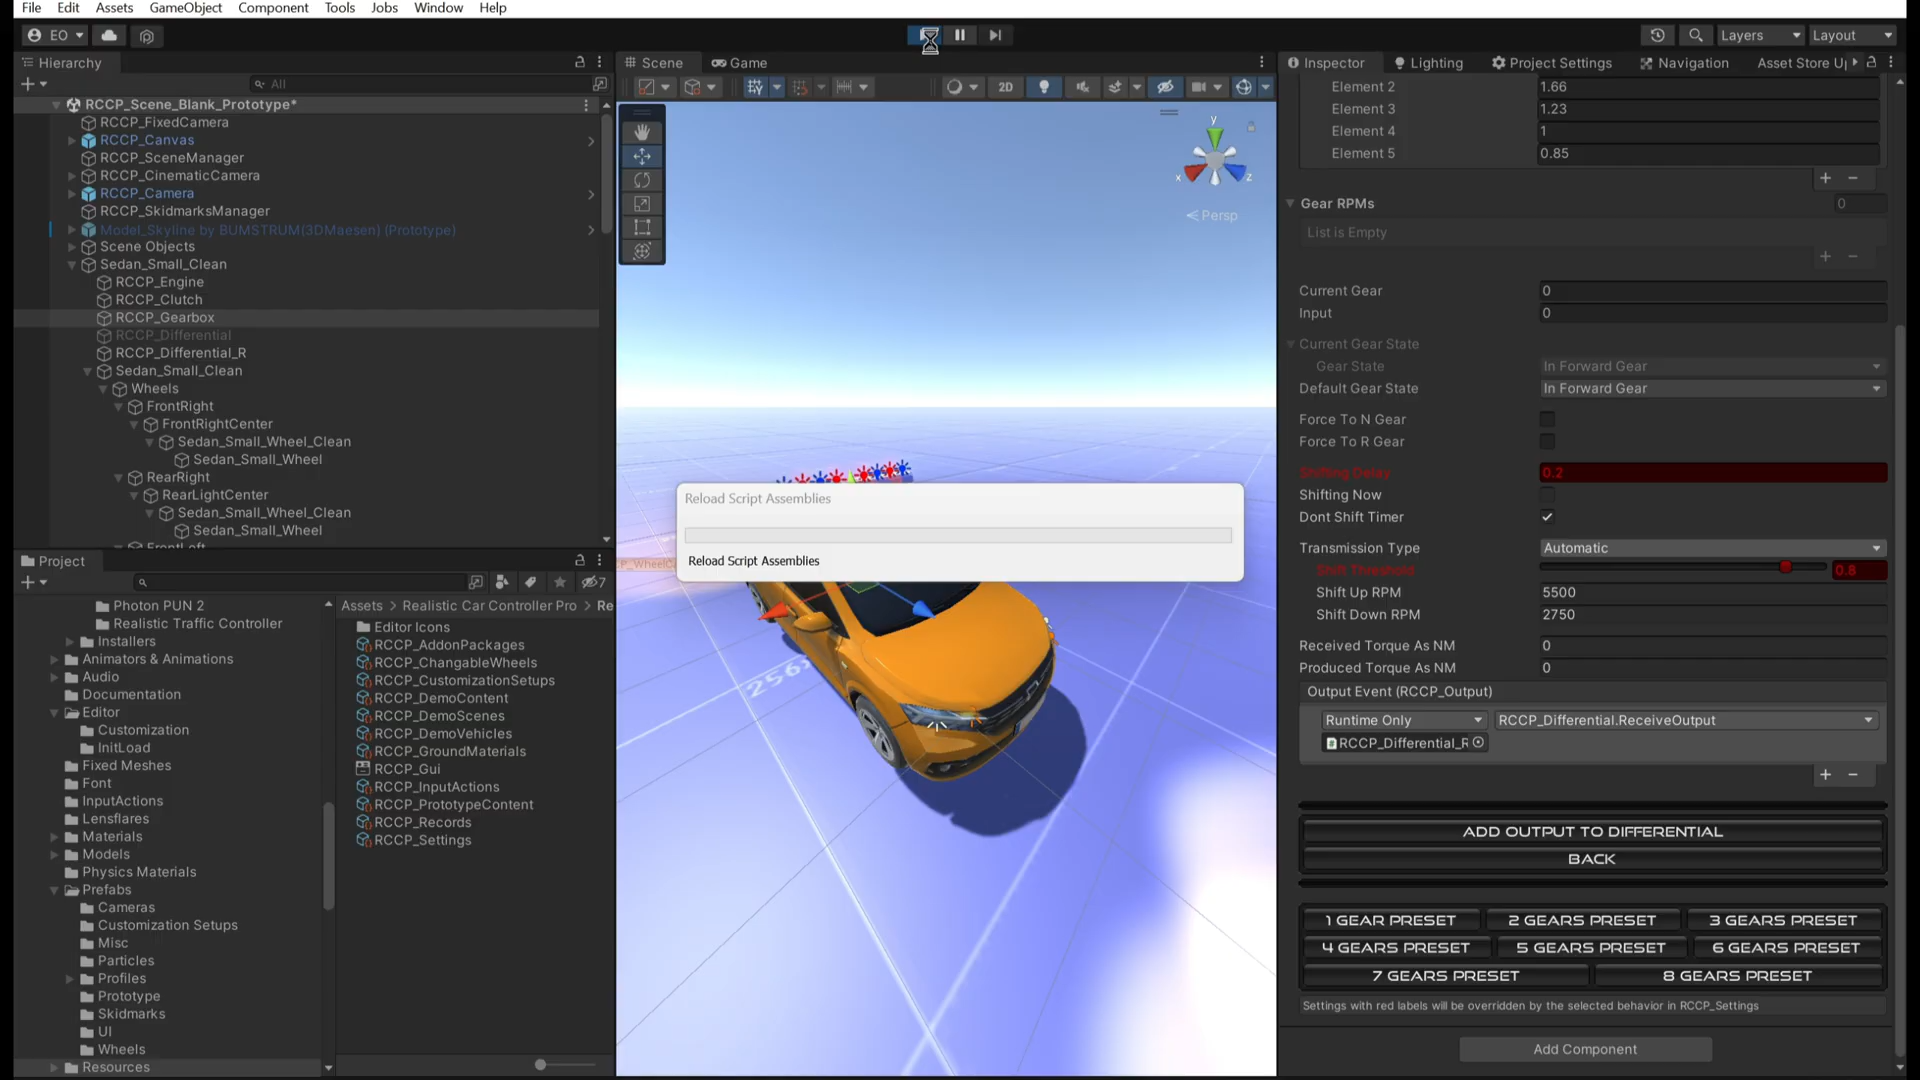 File Edit Assets GameObject Component Tools Jobs Window Help
EO Layers Layout
Hierarchy
All
RCCP_Scene_Blank_Prototype*
RCCP_FixedCamera
RCCP_Canvas
RCCP_SceneManager
RCCP_CinematicCamera
RCCP_Camera
RCCP_SkidmarksManager
Model_Skyline by BUMSTRUM(3DMaesen) (Prototype)
Scene Objects
Sedan_Small_Clean
RCCP_Engine
RCCP_Clutch
RCCP_Gearbox
RCCP_Differential
RCCP_Differential_R
Sedan_Small_Clean
Wheels
FrontRight
FrontRightCenter
Sedan_Small_Wheel_Clean
Sedan_Small_Wheel
RearRight
RearLightCenter
Sedan_Small_Wheel_Clean
Sedan_Small_Wheel
FrontLeft
Project
7
Photon PUN 2
Realistic Traffic Controller
Installers
Animators & Animations
Audio
Documentation
Editor
Customization
InitLoad
Fixed Meshes
Font
InputActions
Lensflares
Materials
Models
Physics Materials
Prefabs
Cameras
Customization Setups
Misc
Particles
Profiles
Prototype
Skidmarks
UI
Wheels
Resources
Assets > Realistic Car Controller Pro > Re
Editor Icons
RCCP_AddonPackages
RCCP_ChangableWheels
RCCP_CustomizationSetups
RCCP_DemoContent
RCCP_DemoScenes
RCCP_DemoVehicles
RCCP_GroundMaterials
RCCP_Gui
RCCP_InputActions
RCCP_PrototypeContent
RCCP_Records
RCCP_Settings
Scene Game
2D
y
x z
Persp
Reload Script Assemblies
Reload Script Assemblies
256
Inspector Lighting Project Settings Navigation Asset Store U
Element 2 1.66
Element 3 1.23
Element 4 1
Element 5 0.85
Gear RPMs 0
List is Empty
Current Gear 0
Input 0
Current Gear State
Gear State In Forward Gear
Default Gear State In Forward Gear
Force To N Gear
Force To R Gear
Shifting Delay 0.2
Shifting Now
Dont Shift Timer
Transmission Type Automatic
Shift Threshold 0.8
Shift Up RPM 5500
Shift Down RPM 2750
Received Torque As NM 0
Produced Torque As NM 0
Output Event (RCCP_Output)
Runtime Only RCCP_Differential.ReceiveOutput
RCCP_Differential_R
ADD OUTPUT TO DIFFERENTIAL
BACK
1 GEAR PRESET 2 GEARS PRESET 3 GEARS PRESET
4 GEARS PRESET 5 GEARS PRESET 6 GEARS PRESET
7 GEARS PRESET 8 GEARS PRESET
Settings with red labels will be overridden by the selected behavior in RCCP_Settings
Add Component